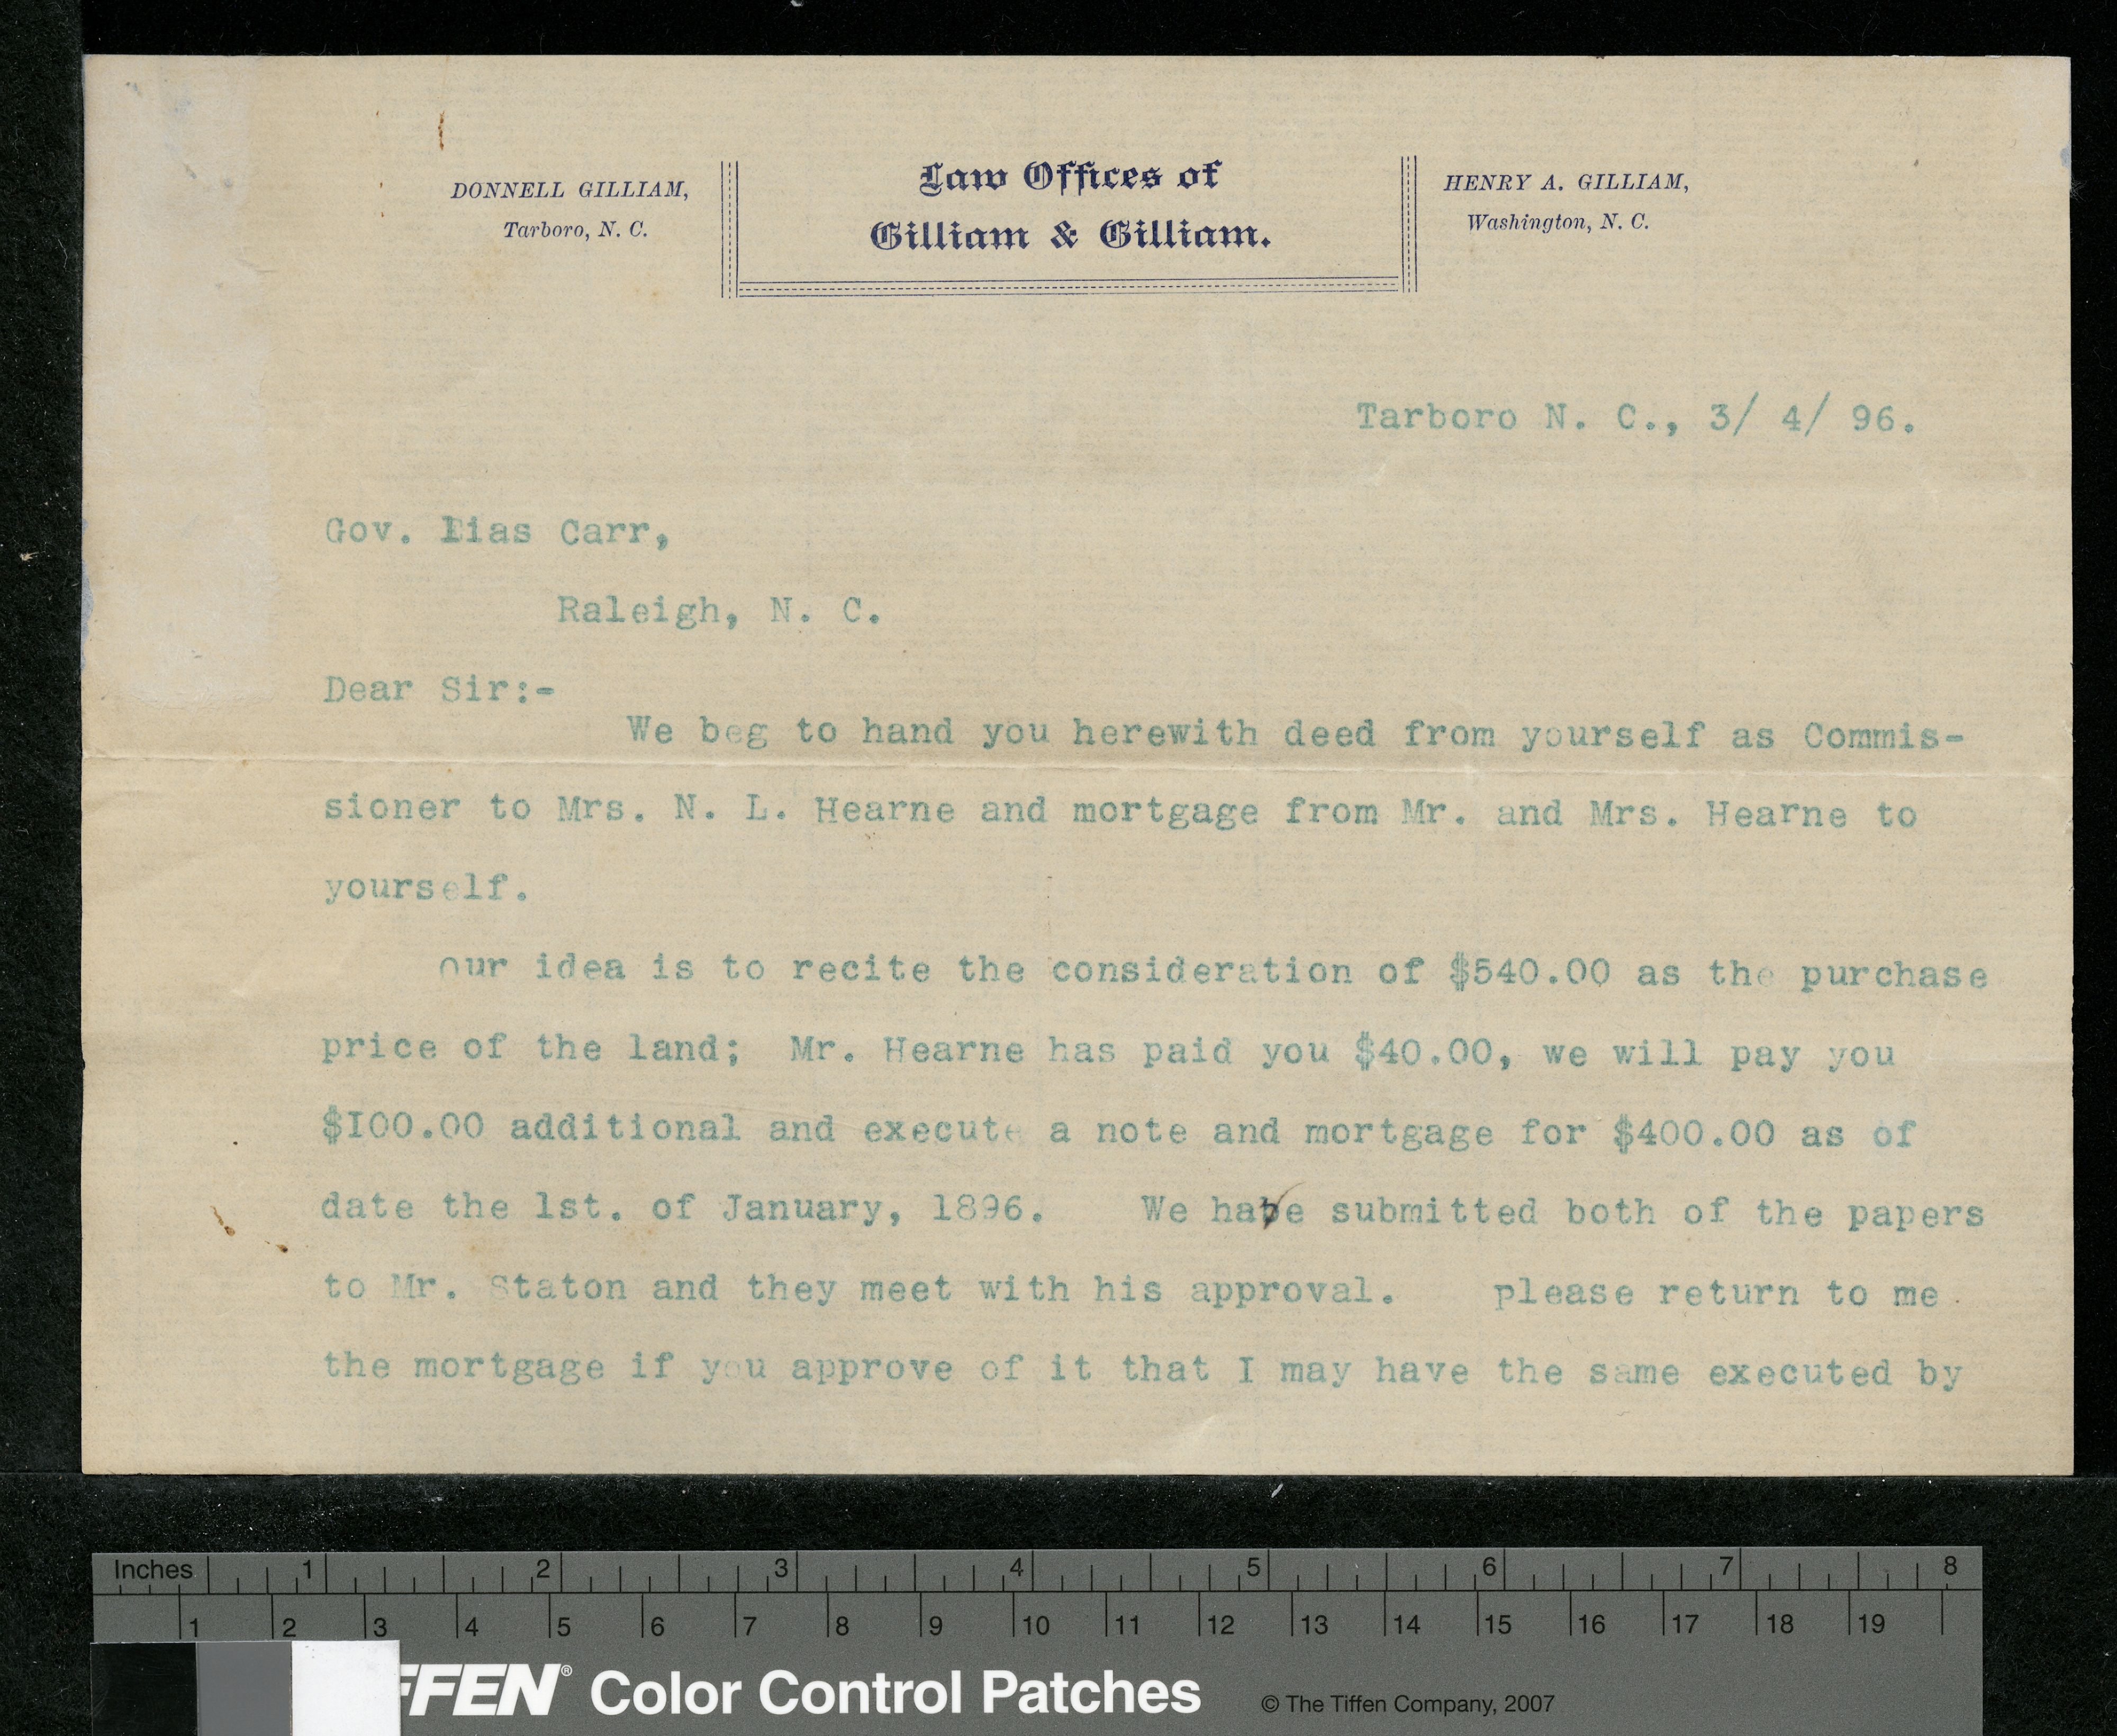 DONNELL GILLIAM,
Tarboro, N. C.
Law Offices of
Gilliam & Gilliam.
HENRY A. GILLIAM,
Washington, N. C.
Tarboro N. C., 3/ 4/ 96.
Gov. Eias Carr,
Raleigh, N. C.
Dear Sir:-
We beg to hand you herewith deed from yourself as Commis-
sioner to Mrs. N. L. Hearne and mortgage from Mr. and Mrs. Hearne to
yourself.
our idea is to recite the consideration of $540.00 as the purchase
price of the land; Mr. Hearne has paid you $40.00, we will pay you
$I00.00 additional and execute a note and mortgage for $400.00 as of
date the 1st. of January, 1896. We have submitted both of the papers
to Mr. Staton and they meet with his approval. please return to me
the mortgage if you approve of it that I may have the same executed by
Inches 1 2 3 4 5 6 7 8
1 2 3 4 5 6 7 8 9 10 11 12 13 14 15 16 17 18 19
FFEN® Color Control Patches © The Tiffen Company, 2007